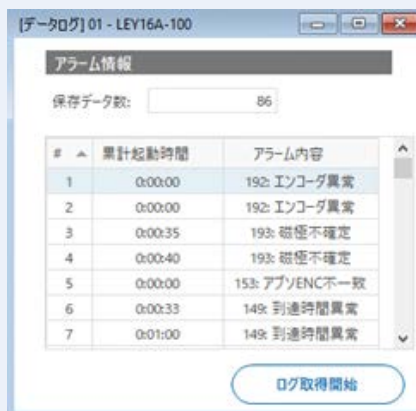 [データログ] 01 - LEY16A-100
アラーム情報
保存データ数: 86
# 累計起動時間 アラーム内容
1 0:00:00 192: エンコーダ異常
2 0:00:00 192: エンコーダ異常
3 0:00:35 193: 磁極不確定
4 0:00:40 193: 磁極不確定
5 0:00:00 153: アブソENC不一致
6 0:00:33 149: 到達時間異常
7 0:01:00 149: 到達時間異常
ログ取得開始